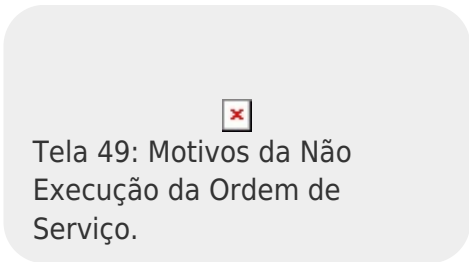 Tela 49: Motivos da Não
Execução da Ordem de
Serviço.